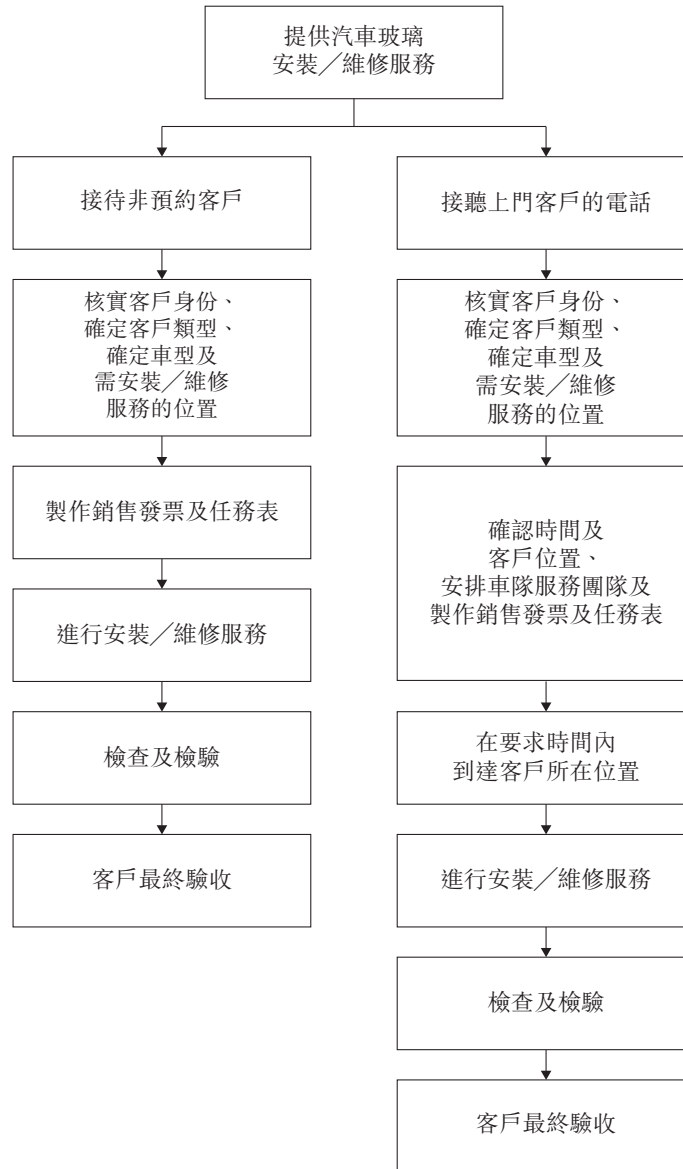 提供汽車玻璃
安裝╱維修服務
接待非預約客戶
核實客戶身份、
確定客戶類型、
確定車型及
需安裝╱維修
服務的位置
製作銷售發票及任務表
進行安裝╱維修服務
檢查及檢驗
客戶最終驗收
接聽上門客戶的電話
核實客戶身份、
確定客戶類型、
確定車型及
需安裝╱維修
服務的位置
確認時間及
客戶位置、
安排車隊服務團隊及
製作銷售發票及任務表
在要求時間內
到達客戶所在位置
進行安裝╱維修服務
檢查及檢驗
客戶最終驗收